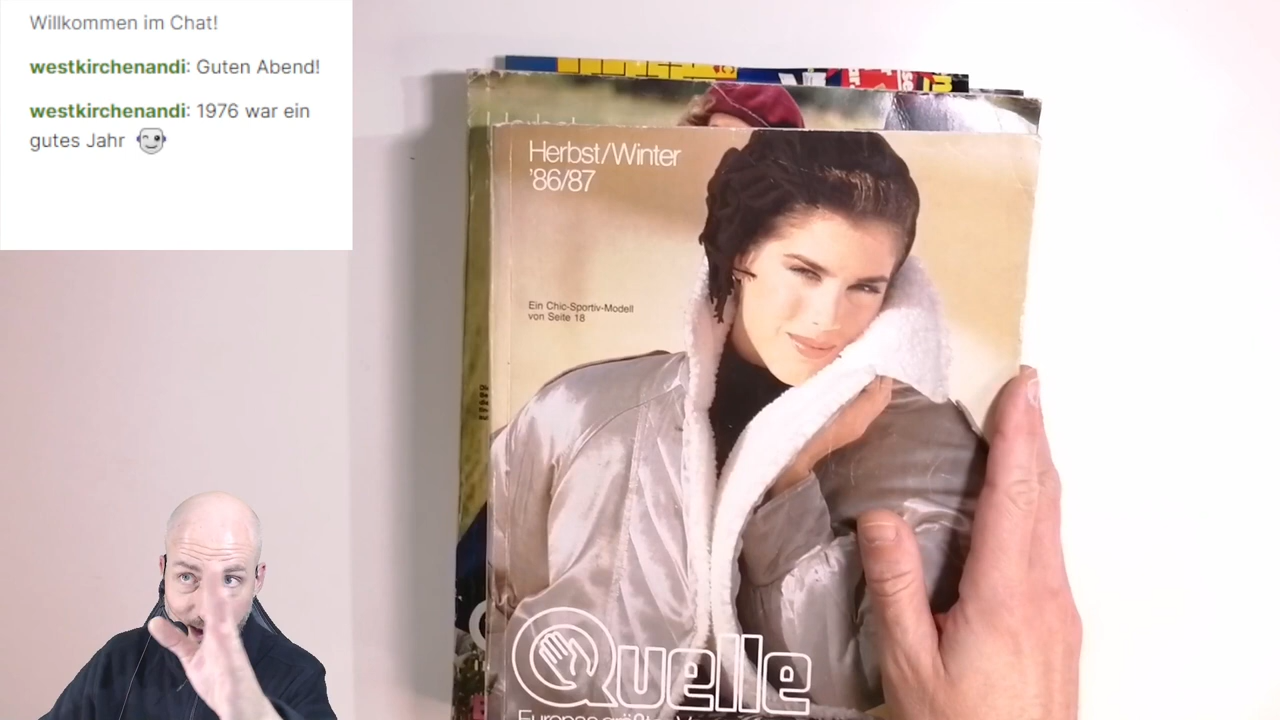 Willkommen im Chat!
westkirchenandi: Guten Abend!
westkirchenandi: 1976 war ein
gutes Jahr
Herbst/Winter
'86/87
Ein Chic-Sportiv-Modell
von Seite 18
Quelle